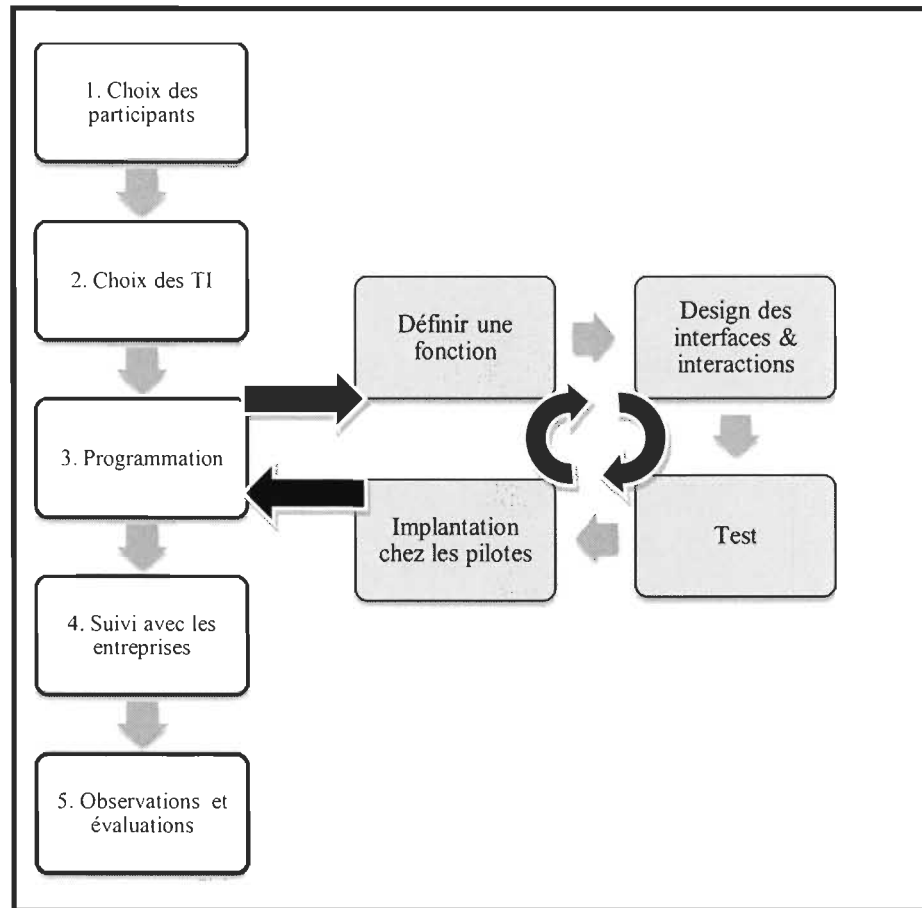 1. Choix des
participants
2. Choix des TI
3. Programmation
4. Suivi avec les
entreprises
5. Observations et
évaluations
Définir une
fonction
Design des
interfaces &
interactions
Implantation
chez les pilotes
Test